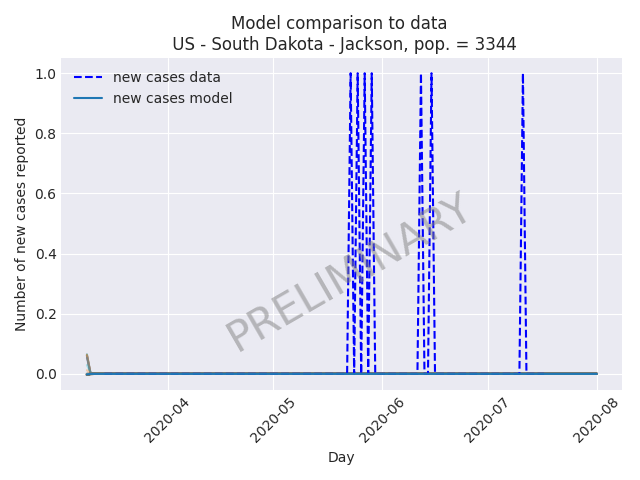 Model comparison to data
US - South Dakota - Jackson, pop. = 3344
new cases data
new cases model
Number of new cases reported
1.0
0.8
0.6
0.4
0.2
0.0
PRELIMINARY
2020-04
2020-05
2020-06
2020-07
2020-08
Day